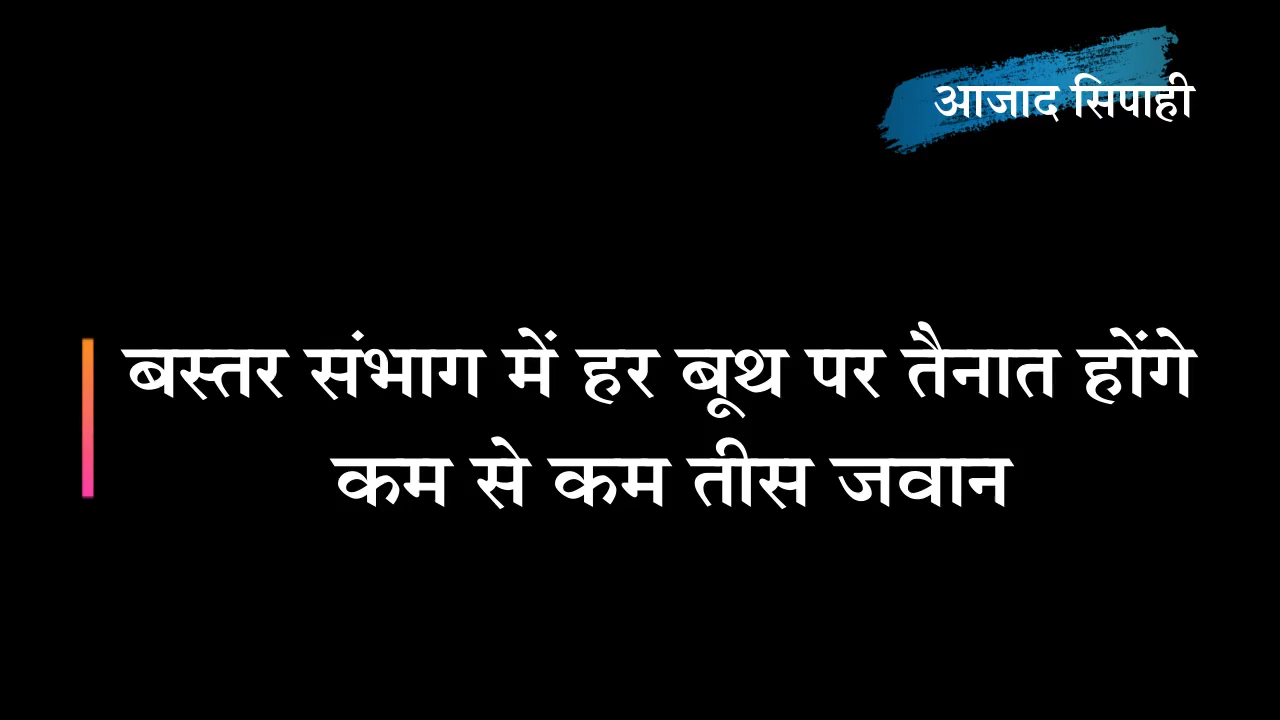 आजाद सिपाही
बस्तर संभाग में हर बूथ पर तैनात होंगे
कम से कम तीस जवान